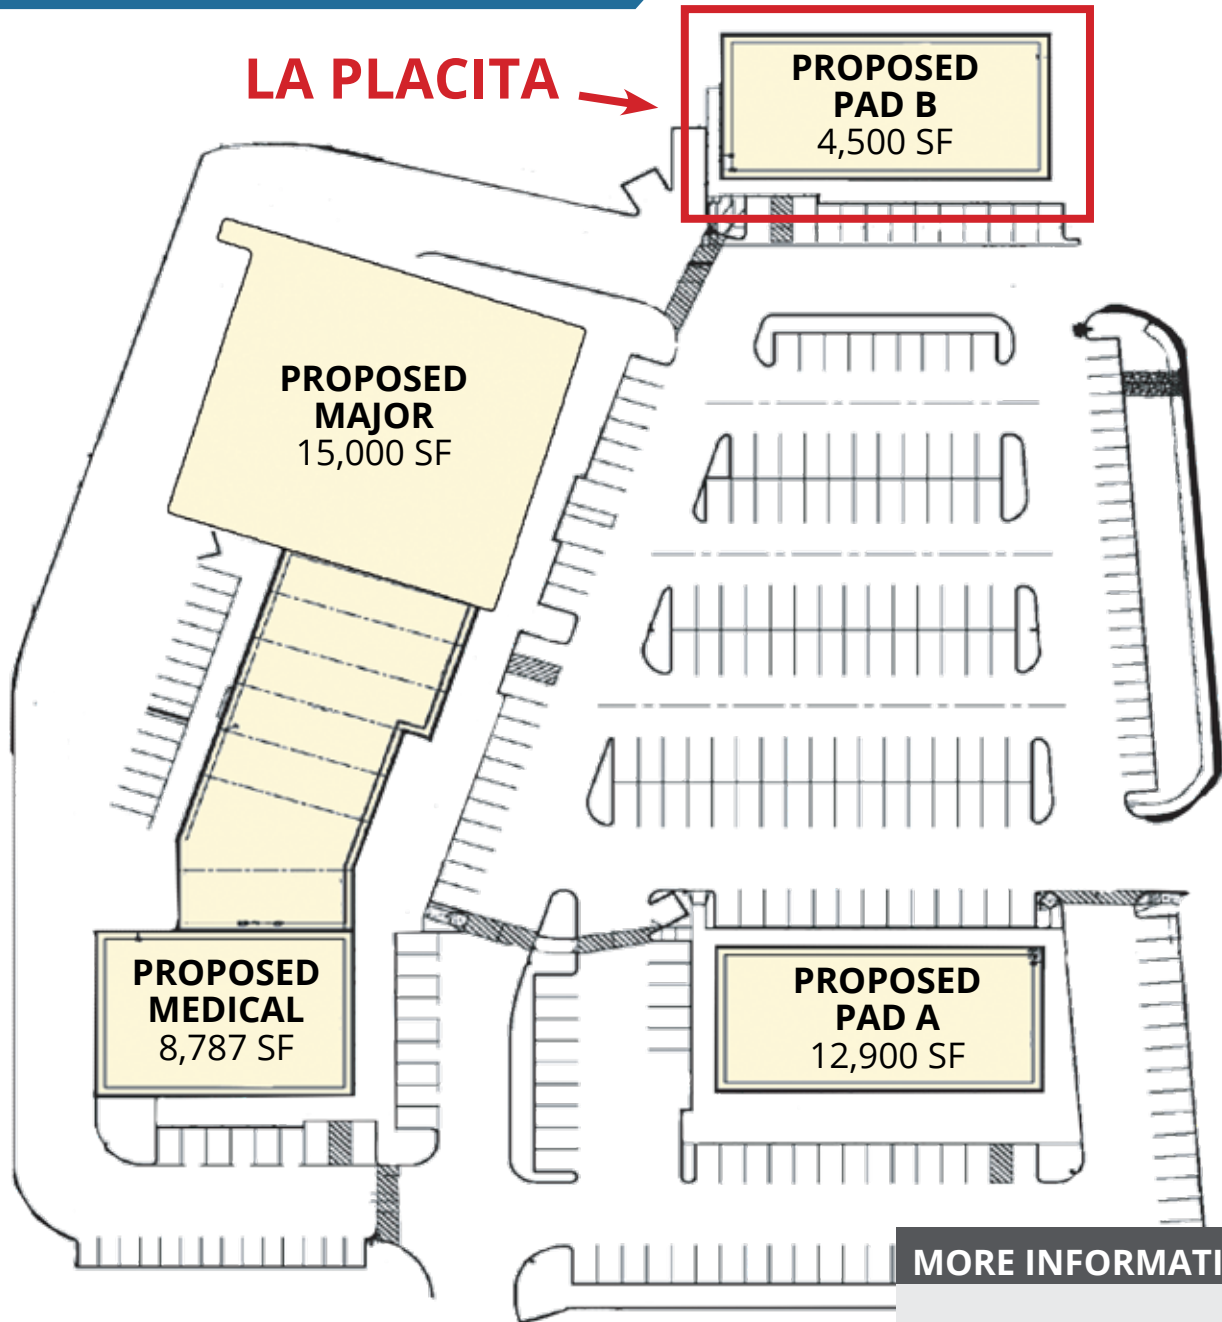 LA PLACITA
PROPOSED
PAD B
4,500 SF
PROPOSED
MAJOR
15,000 SF
PROPOSED
MEDICAL
8,787 SF
PROPOSED
PAD A
12,900 SF
MORE INFORMATI